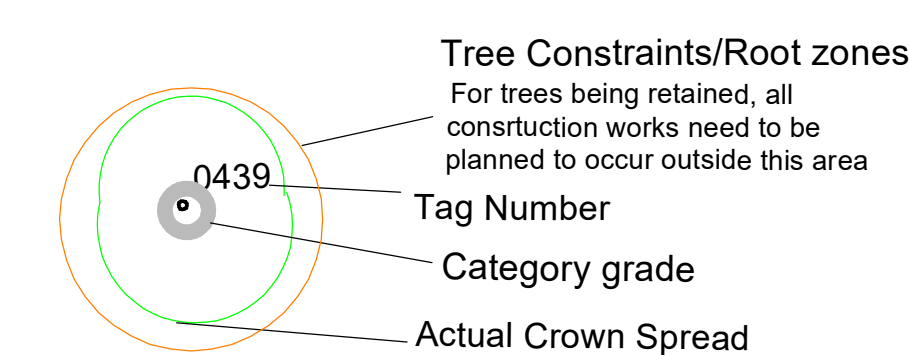 Tree Constraints/Root zones
For trees being retained, all
consrtuction works need to be
planned to occur outside this area
0439
Tag Number
Category grade
Actual Crown Spread